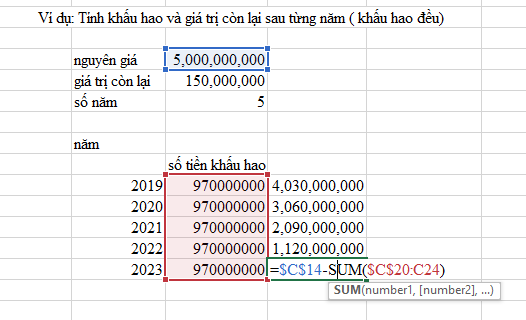 Ví dụ: Tính khấu hao và giá trị còn lại sau từng năm ( khấu hao đều)
nguyên giá 5,000,000,000
giá trị còn lại 150,000,000
số năm 5
năm
số tiền khấu hao
2019 970000000 4,030,000,000
2020 970000000 3,060,000,000
2021 970000000 2,090,000,000
2022 970000000 1,120,000,000
2023 970000000 =$C$14-SUM($C$20:C24)
SUM(number1, [number2], ...)